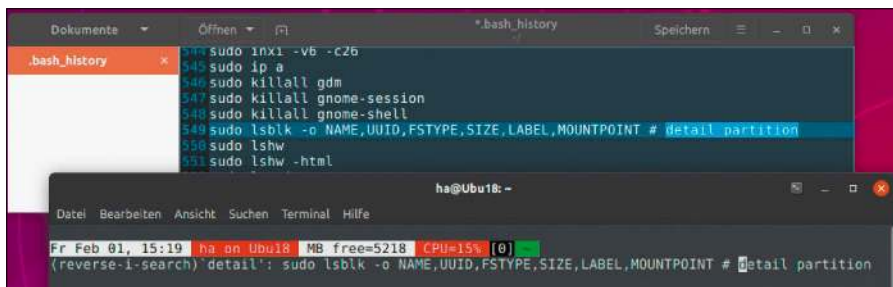 Dokumente Öffnen *.bash_history Speichern
~/
.bash_history ×
544 sudo inxi -v6 -c26
545 sudo ip a
546 sudo killall gdm
547 sudo killall gnome-session
548 sudo killall gnome-shell
549 sudo lsblk -o NAME,UUID,FSTYPE,SIZE,LABEL,MOUNTPOINT # detail partition
550 sudo lshw
551 sudo lshw -html
ha@Ubu18: ~
Datei Bearbeiten Ansicht Suchen Terminal Hilfe
Fr Feb 01, 15:19 ha on Ubu18 MB free=5218 CPU=15% [0] ~
(reverse-i-search)`detail': sudo lsblk -o NAME,UUID,FSTYPE,SIZE,LABEL,MOUNTPOINT # detail partition